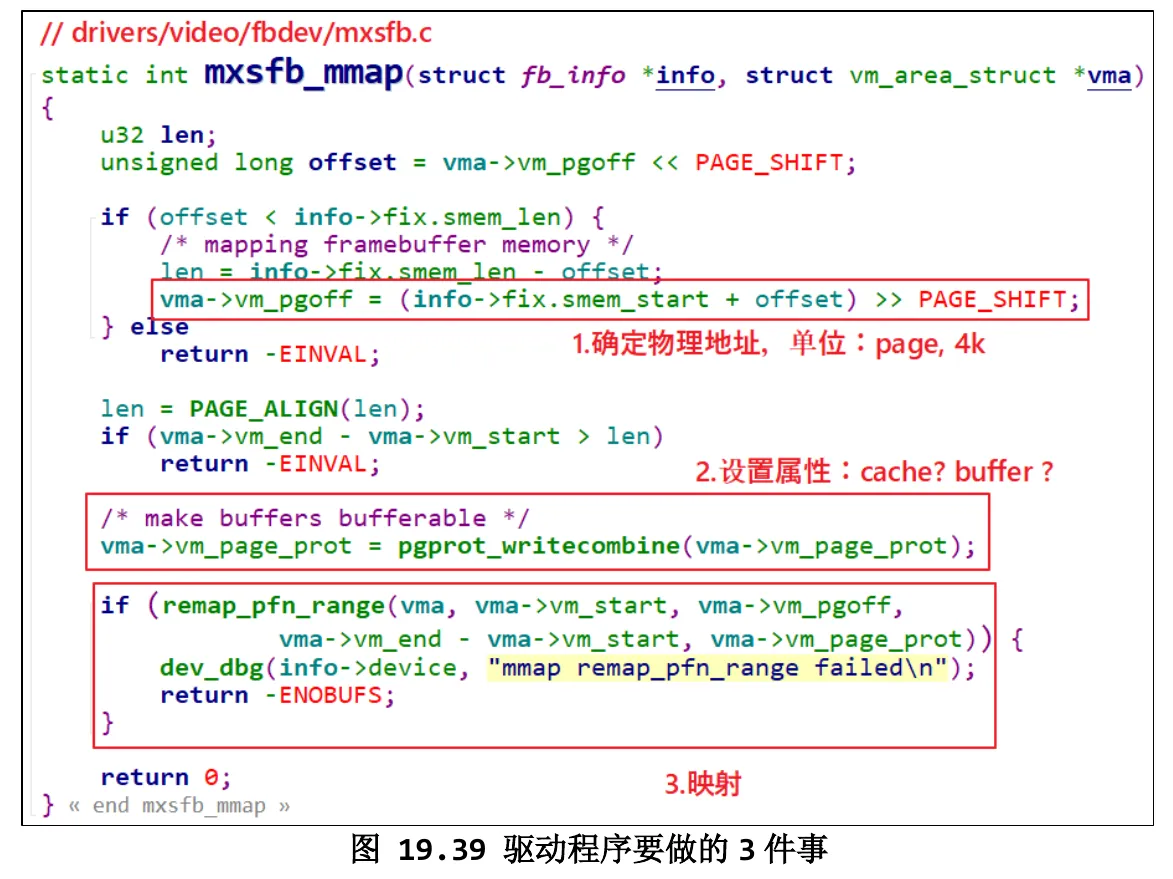 // drivers/video/fbdev/mxsfb.c
static int mxsfb_mmap(struct fb_info *info, struct vm_area_struct *vma)
{
    u32 len;
    unsigned long offset = vma->vm_pgoff << PAGE_SHIFT;
    if (offset < info->fix.smem_len) {
        /* mapping framebuffer memory */
        len = info->fix.smem_len - offset;
        vma->vm_pgoff = (info->fix.smem_start + offset) >> PAGE_SHIFT;
    } else
1.确定物理地址，单位：page, 4k
        return -EINVAL;
    len = PAGE_ALIGN(len);
    if (vma->vm_end - vma->vm_start > len)
        return -EINVAL;
2.设置属性：cache? buffer ?
    /* make buffers bufferable */
    vma->vm_page_prot = pgprot_writecombine(vma->vm_page_prot);
    if (remap_pfn_range(vma, vma->vm_start, vma->vm_pgoff,
                vma->vm_end - vma->vm_start, vma->vm_page_prot)) {
        dev_dbg(info->device, "mmap remap_pfn_range failed\n");
        return -ENOBUFS;
    }
    return 0;
3.映射
} « end mxsfb_mmap »
图 19.39 驱动程序要做的 3 件事